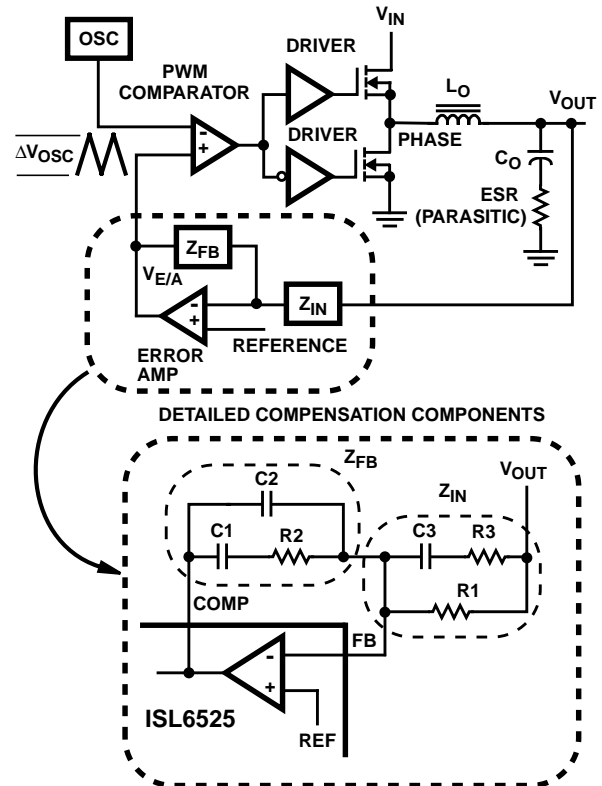 V_IN
OSC
DRIVER
PWM
COMPARATOR
L_O
V_OUT
-
+
DRIVER
PHASE
ΔV_OSC
C_O
ESR
(PARASITIC)
Z_FB
V_E/A
-
+
Z_IN
REFERENCE
ERROR
AMP
DETAILED COMPENSATION COMPONENTS
Z_FB
V_OUT
C2
Z_IN
C1
R2
C3
R3
COMP
R1
FB
-
+
ISL6525
REF